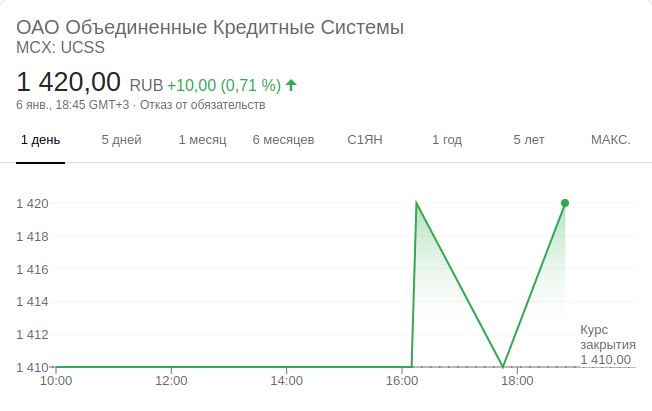 ОАО Объединенные Кредитные Системы
MCX: UCSS
1 420,00 RUB +10,00 (0,71 %)
6 янв., 18:45 GMT+3 · Отказ от обязательств
1 день 5 дней 1 месяц 6 месяцев С1ЯН 1 год 5 лет МАКС.
1 420
1 418
1 416
1 414
1 412
1 410
Курс
закрытия
1 410,00
10:00 12:00 14:00 16:00 18:00